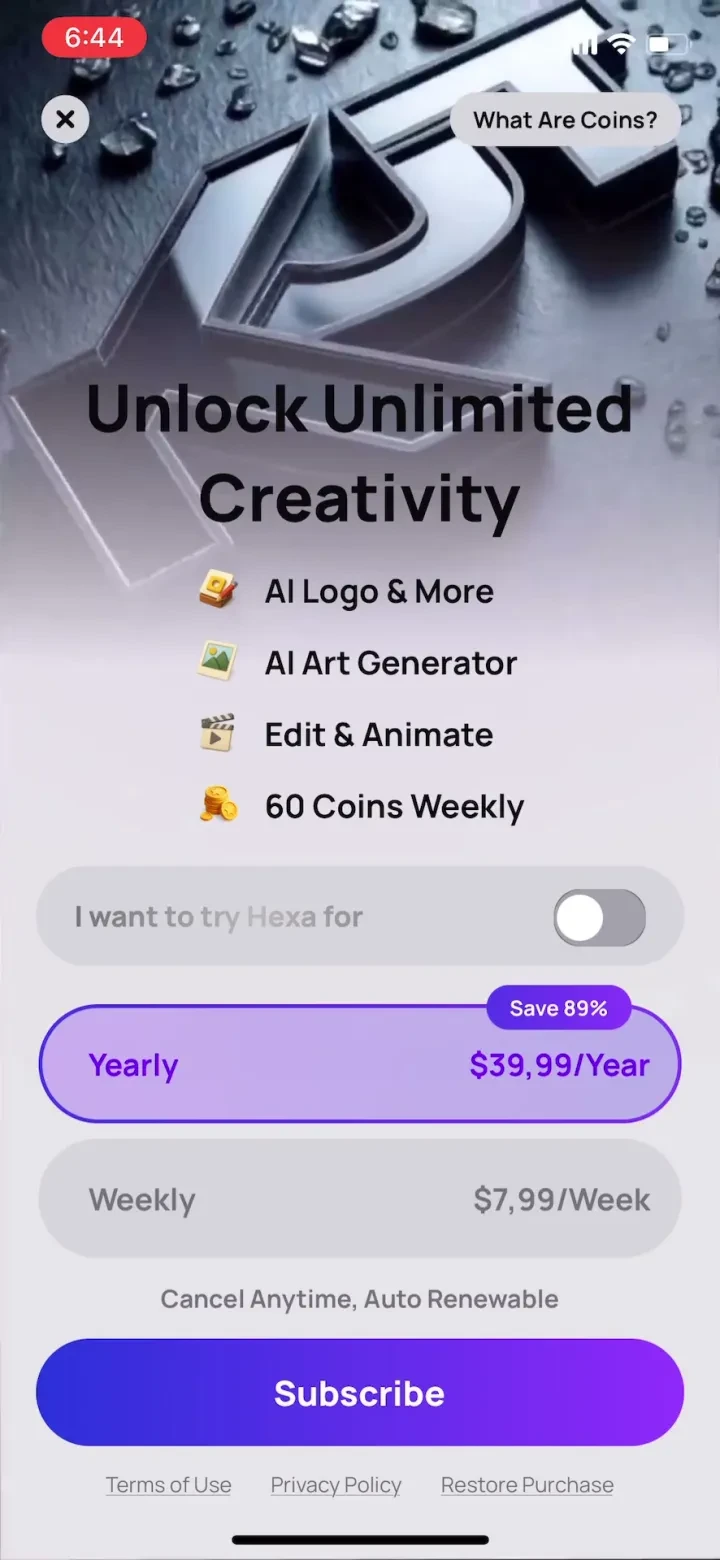 6:44
What Are Coins?
Unlock Unlimited
Creativity
AI Logo & More
AI Art Generator
Edit & Animate
60 Coins Weekly
I want to try Hexa for
Save 89%
Yearly $39,99/Year
Weekly $7,99/Week
Cancel Anytime, Auto Renewable
Subscribe
Terms of Use Privacy Policy Restore Purchase